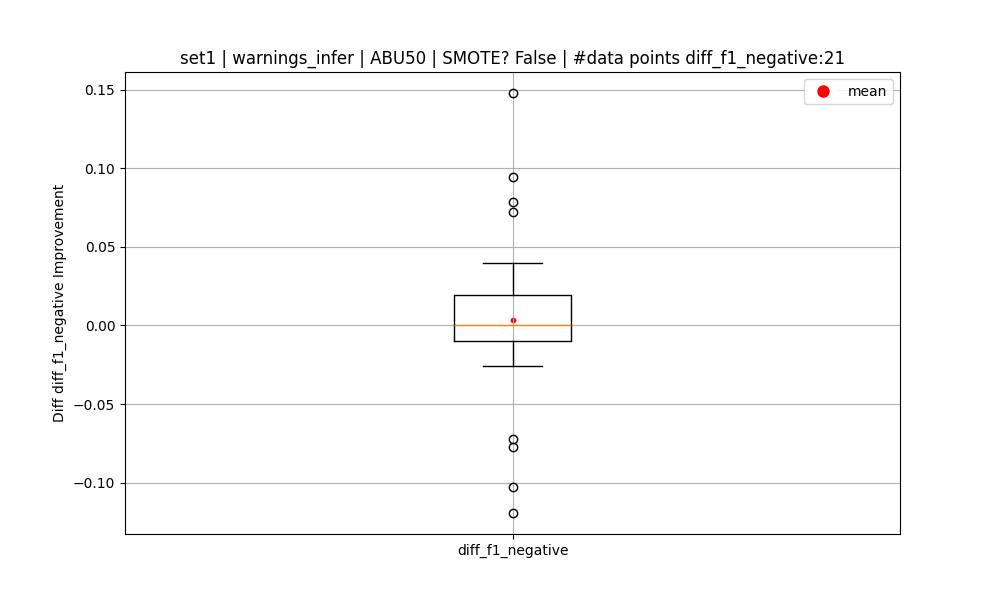 set1 | warnings_infer | ABU50 | SMOTE? False | #data points diff_f1_negative:21
mean
Diff diff_f1_negative Improvement
0.15
0.10
0.05
0.00
−0.05
−0.10
diff_f1_negative